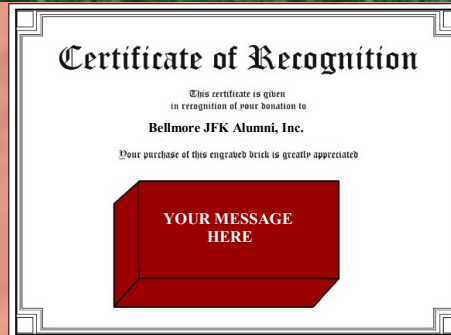 Certificate of Recognition
This certificate is given
in recognition of your donation to
Bellmore JFK Alumni, Inc.
Your purchase of this engraved brick is greatly appreciated
YOUR MESSAGE
HERE